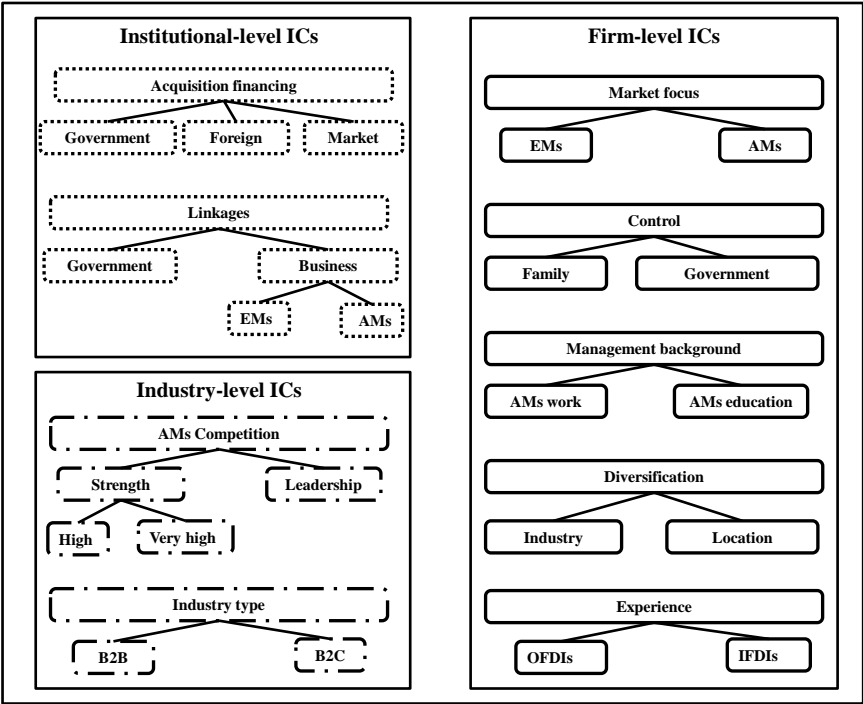 Institutional-level ICs
Acquisition financing
Government Foreign Market
Linkages
Government Business
EMs AMs
Industry-level ICs
AMs Competition
Strength Leadership
High Very high
Industry type
B2B B2C
Firm-level ICs
Market focus
EMs AMs
Control
Family Government
Management background
AMs work AMs education
Diversification
Industry Location
Experience
OFDIs IFDIs